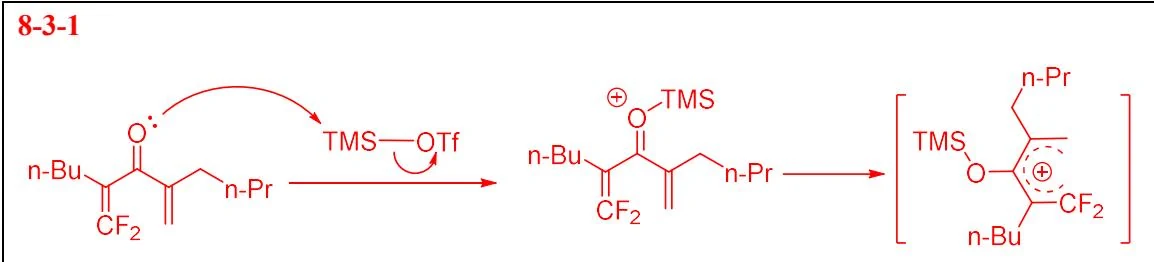 8-3-1
O
TMS
OTf
n-Bu
n-Pr
CF2
⊕
TMS
O
n-Bu
n-Pr
CF2
n-Pr
TMS
O
⊕
CF2
n-Bu